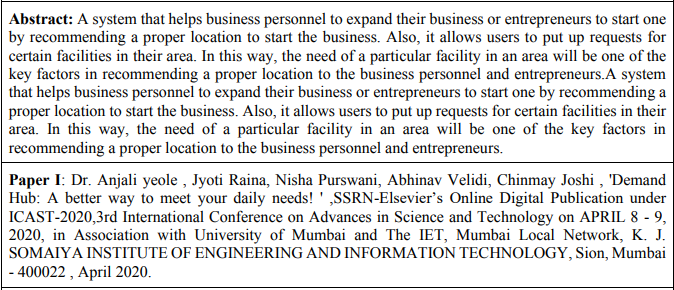 Abstract: A system that helps business personnel to expand their business or entrepreneurs to start one
by recommending a proper location to start the business. Also, it allows users to put up requests for
certain facilities in their area. In this way, the need of a particular facility in an area will be one of the
key factors in recommending a proper location to the business personnel and entrepreneurs.A system
that helps business personnel to expand their business or entrepreneurs to start one by recommending a
proper location to start the business. Also, it allows users to put up requests for certain facilities in their
area. In this way, the need of a particular facility in an area will be one of the key factors in
recommending a proper location to the business personnel and entrepreneurs.
Paper I: Dr. Anjali yeole , Jyoti Raina, Nisha Purswani, Abhinav Velidi, Chinmay Joshi , 'Demand
Hub: A better way to meet your daily needs! ' ,SSRN-Elsevier’s Online Digital Publication under
ICAST-2020,3rd International Conference on Advances in Science and Technology on APRIL 8 - 9,
2020, in Association with University of Mumbai and The IET, Mumbai Local Network, K. J.
SOMAIYA INSTITUTE OF ENGINEERING AND INFORMATION TECHNOLOGY, Sion, Mumbai
- 400022 , April 2020.